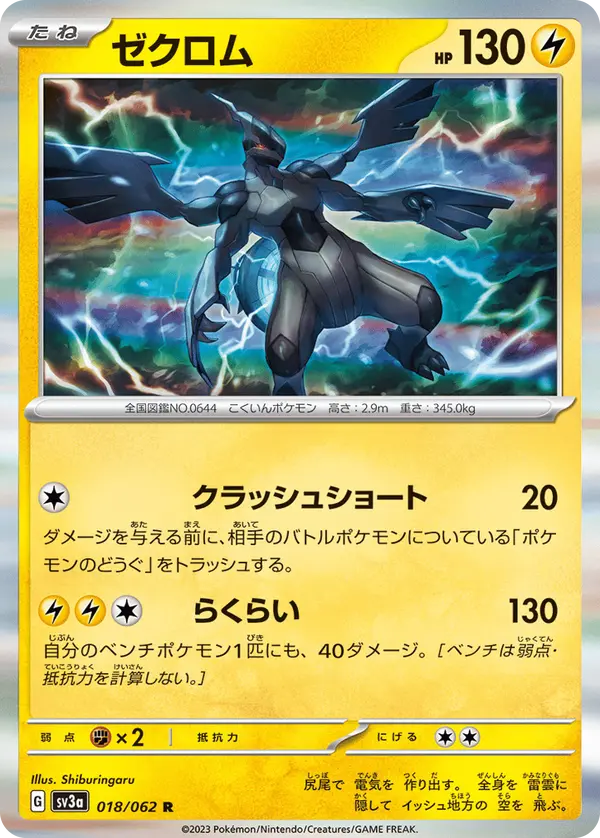 たね ゼクロム HP 130
全国図鑑NO.0644 こくいんポケモン 高さ:2.9m 重さ:345.0kg
クラッシュショート 20
ダメージを与える前に、相手のバトルポケモンについている「ポケ
モンのどうぐ」をトラッシュする。
らくらい 130
自分のベンチポケモン1匹にも、40ダメージ。[ベンチは弱点・
抵抗力を計算しない。]
弱点 ×2 抵抗力 にげる
Illus. Shiburingaru
G sv3a 018/062 R
尻尾で 電気を 作り出す。 全身を 雷雲に
隠して イッシュ地方の 空を 飛ぶ。
©2023 Pokémon/Nintendo/Creatures/GAME FREAK.